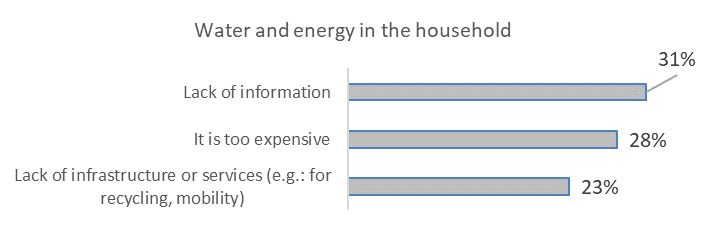 Water and energy in the household
31%
Lack of information
It is too expensive
28%
Lack of infrastructure or services (e.g.: for
recycling, mobility)
23%